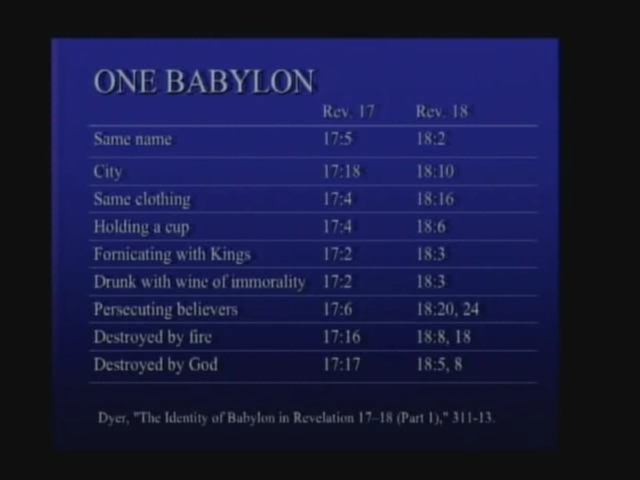 ONE BABYLON
Rev. 17 Rev. 18
Same name 17:5 18:2
City 17:18 18:10
Same clothing 17:4 18:16
Holding a cup 17:4 18:6
Fornicating with Kings 17:2 18:3
Drunk with wine of immorality 17:2 18:3
Persecuting believers 17:6 18:20, 24
Destroyed by fire 17:16 18:8, 18
Destroyed by God 17:17 18:5, 8
Dyer, "The Identity of Babylon in Revelation 17–18 (Part 1)," 311-13.